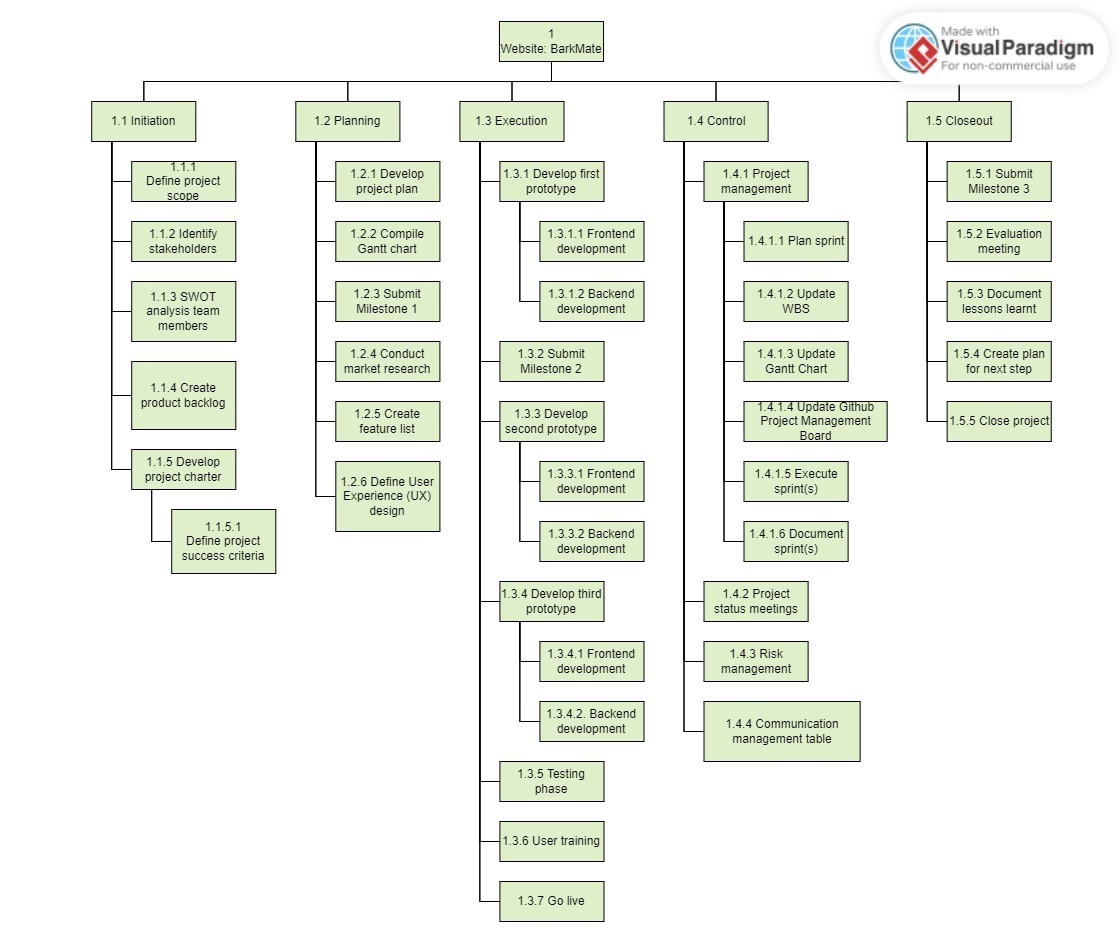 1
Website: BarkMate
Made with
VisualParadigm
For non-commercial use
1.1 Initiation
1.1.1
Define project
scope
1.1.2 Identify
stakeholders
1.1.3 SWOT
analysis team
members
1.1.4 Create
product backlog
1.1.5 Develop
project charter
1.1.5.1
Define project
success criteria
1.2 Planning
1.2.1 Develop
project plan
1.2.2 Compile
Gantt chart
1.2.3 Submit
Milestone 1
1.2.4 Conduct
market research
1.2.5 Create
feature list
1.2.6 Define User
Experience (UX)
design
1.3 Execution
1.3.1 Develop first
prototype
1.3.1.1 Frontend
development
1.3.1.2 Backend
development
1.3.2 Submit
Milestone 2
1.3.3 Develop
second prototype
1.3.3.1 Frontend
development
1.3.3.2 Backend
development
1.3.4 Develop third
prototype
1.3.4.1 Frontend
development
1.3.4.2. Backend
development
1.3.5 Testing
phase
1.3.6 User training
1.3.7 Go live
1.4 Control
1.4.1 Project
management
1.4.1.1 Plan sprint
1.4.1.2 Update
WBS
1.4.1.3 Update
Gantt Chart
1.4.1.4 Update Github
Project Management
Board
1.4.1.5 Execute
sprint(s)
1.4.1.6 Document
sprint(s)
1.4.2 Project
status meetings
1.4.3 Risk
management
1.4.4 Communication
management table
1.5 Closeout
1.5.1 Submit
Milestone 3
1.5.2 Evaluation
meeting
1.5.3 Document
lessons learnt
1.5.4 Create plan
for next step
1.5.5 Close project